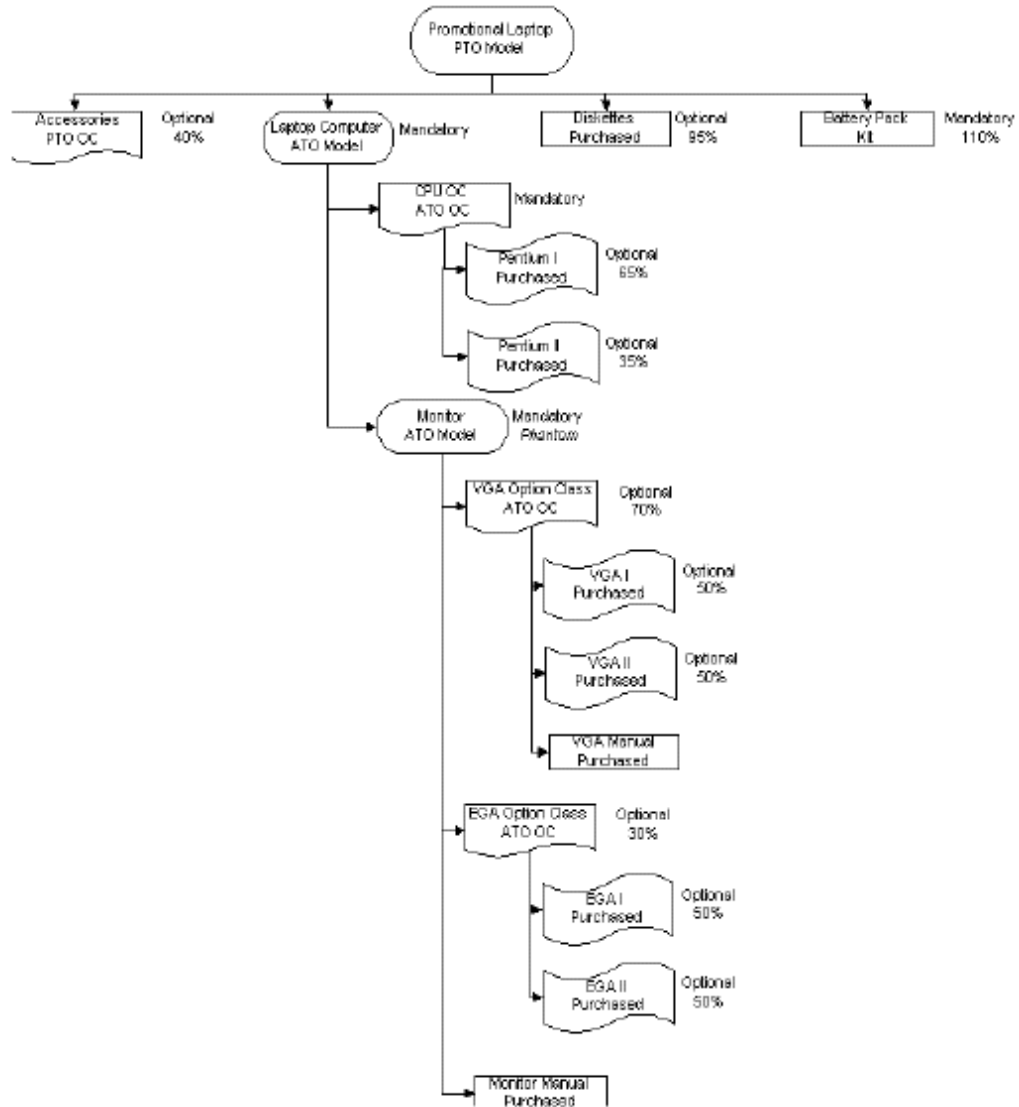 Promotional Laptop
PTO Model
Accessories
PTO OC
Optional
40%
Laptop Computer
ATO Model
Mandatory
Diskettes
Purchased
Optional
95%
Battery Pack
Kit
Mandatory
110%
CPU OC
ATO OC
Mandatory
Pentium I
Purchased
Optional
65%
Pentium II
Purchased
Optional
35%
Monitor
ATO Model
Mandatory
Phantom
VGA Option Class
ATO OC
Optional
70%
VGA I
Purchased
Optional
50%
VGA II
Purchased
Optional
50%
VGA Manual
Purchased
EGA Option Class
ATO OC
Optional
30%
EGA I
Purchased
Optional
50%
EGA II
Purchased
Optional
50%
Monitor Manual
Purchased